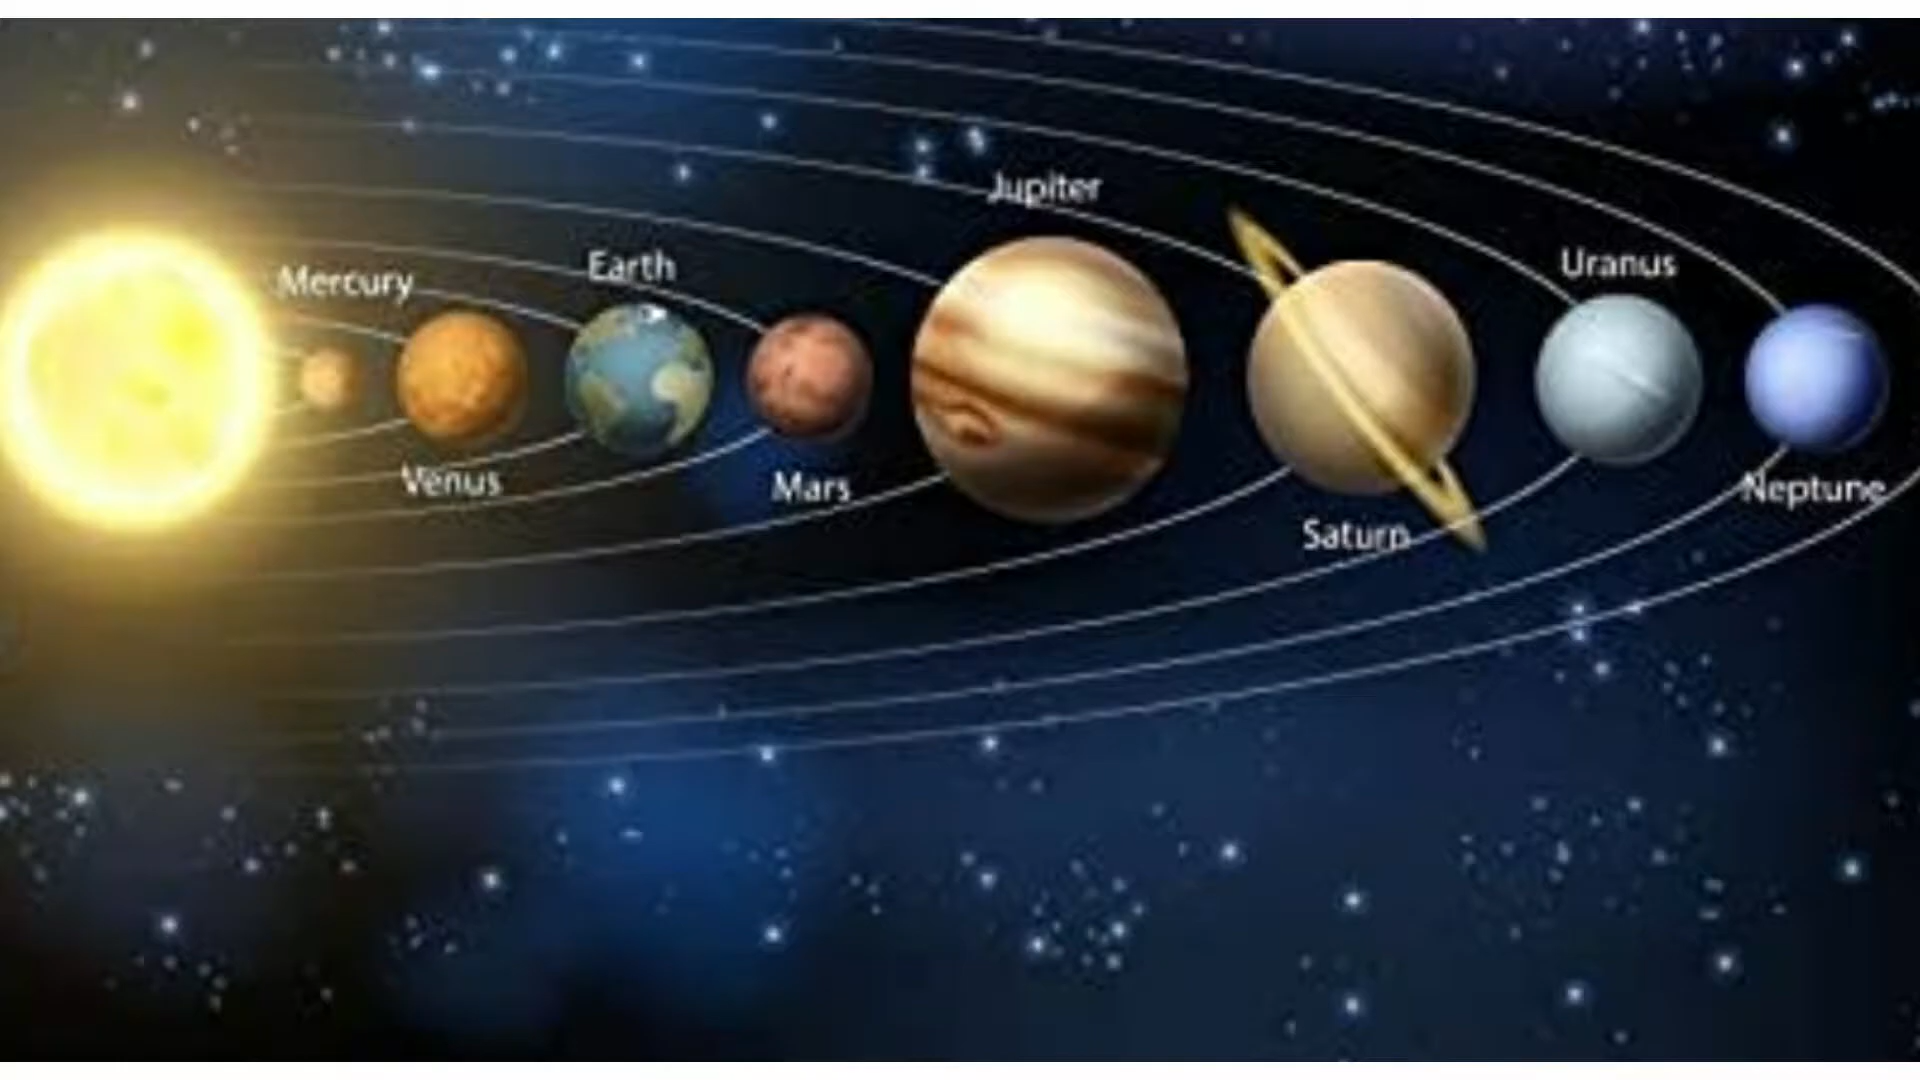 Mercury
Venus
Earth
Mars
Jupiter
Saturn
Uranus
Neptune